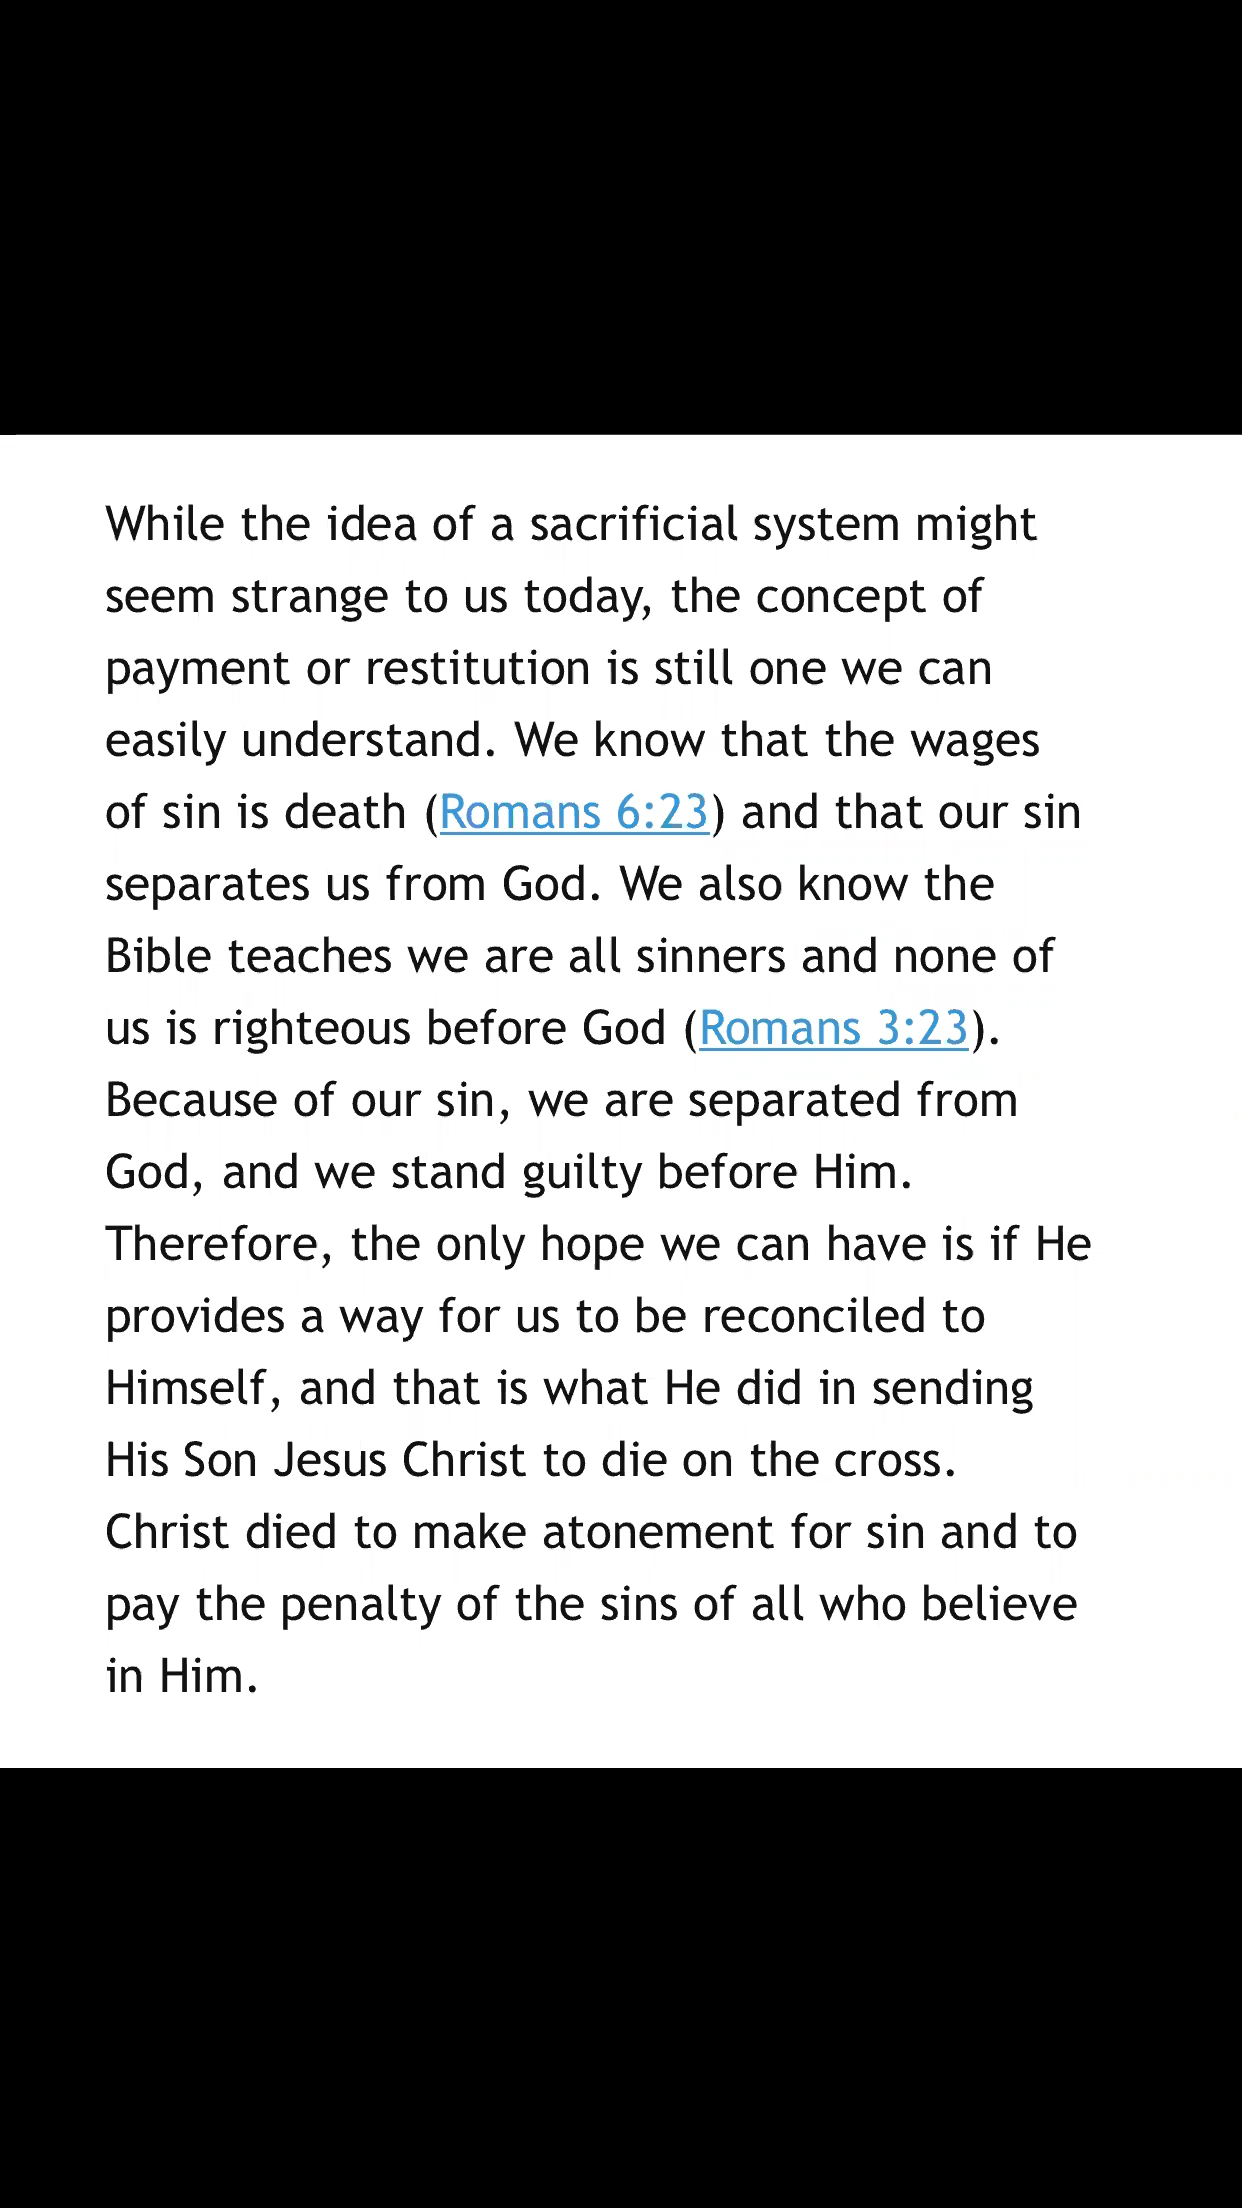 While the idea of a sacrificial system might
seem strange to us today, the concept of
payment or restitution is still one we can
easily understand. We know that the wages
of sin is death (Romans 6:23) and that our sin
separates us from God. We also know the
Bible teaches we are all sinners and none of
us is righteous before God (Romans 3:23).
Because of our sin, we are separated from
God, and we stand guilty before Him.
Therefore, the only hope we can have is if He
provides a way for us to be reconciled to
Himself, and that is what He did in sending
His Son Jesus Christ to die on the cross.
Christ died to make atonement for sin and to
pay the penalty of the sins of all who believe
in Him.